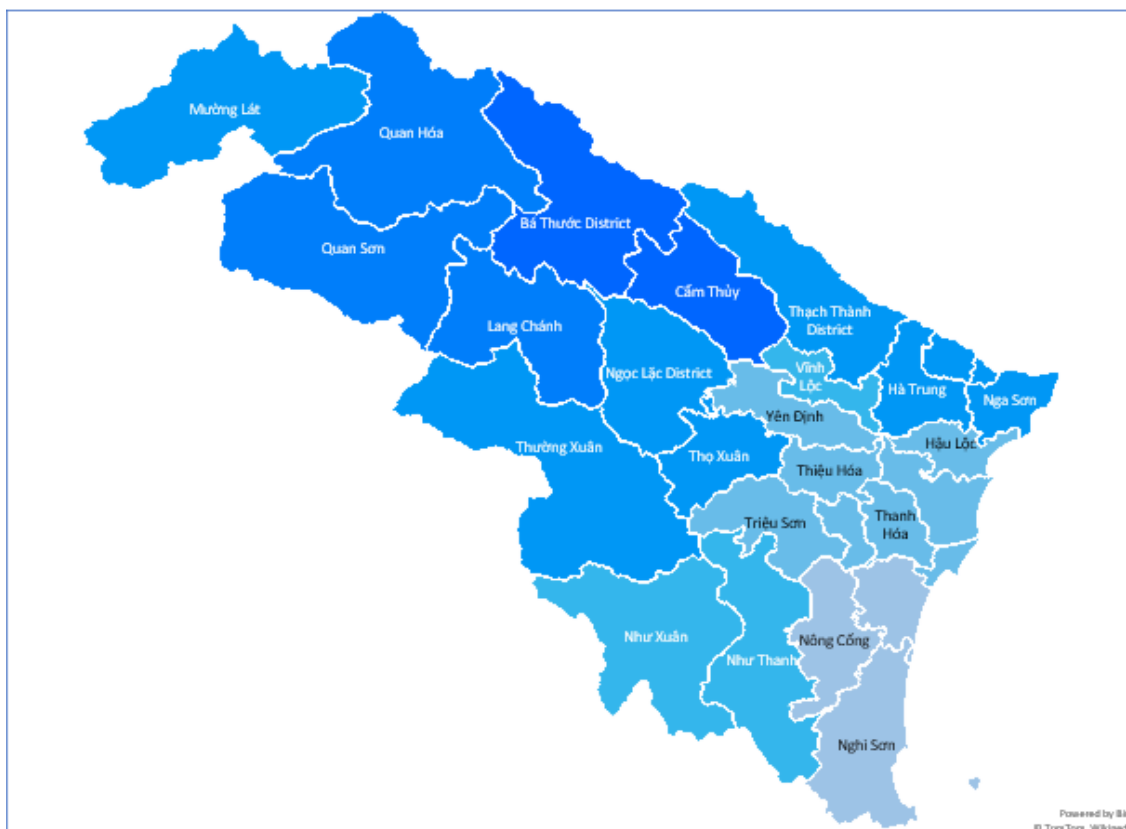 Mường Lát
Quan Hóa
Bá Thước District
Quan Sơn
Cẩm Thủy
Lang Chánh
Thạch Thành
District
Ngọc Lặc District
Vĩnh
Lộc
Hà Trung
Nga Sơn
Yên Định
Thường Xuân
Thọ Xuân
Hậu Lộc
Thiệu Hóa
Triệu Sơn
Thanh
Hóa
Như Xuân
Như Thanh
Nông Cống
Nghi Sơn
Powered by Bi
© TomTom, Wikiped